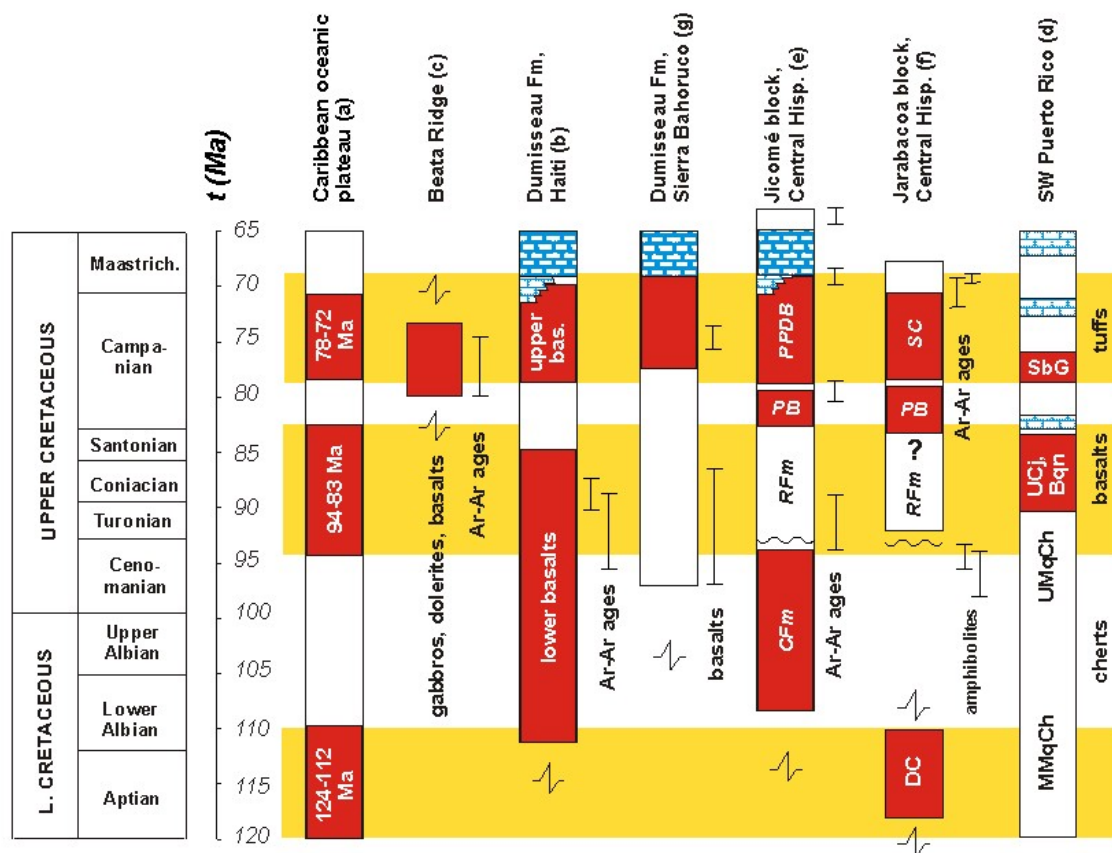 t (Ma)
Caribbean oceanic
plateau (a)
Beata Ridge (c)
Dumisseau Fm,
Haiti (b)
Dumisseau Fm,
Sierra Bahoruco (g)
Jicomé block,
Central Hisp. (e)
Jarabacoa block,
Central Hisp. (f)
SW Puerto Rico (d)
UPPER CRETACEOUS
L. CRETACEOUS
Maastrich.
Campa-
nian
Santonian
Coniacian
Turonian
Ceno-
manian
Upper
Albian
Lower
Albian
Aptian
65
70
75
80
85
90
95
100
105
110
115
120
78-72
Ma
94-83 Ma
124-112
Ma
gabbros, dolerites, basalts
Ar-Ar ages
upper
bas.
lower basalts
Ar-Ar ages
basalts
PPDB
PB
RFm
CFm
Ar-Ar ages
SC
PB
RFm ?
DC
Ar-Ar ages
amphibolites
SbG
UCj,
Bqn
UMqCh
MMqCh
tuffs
basalts
cherts